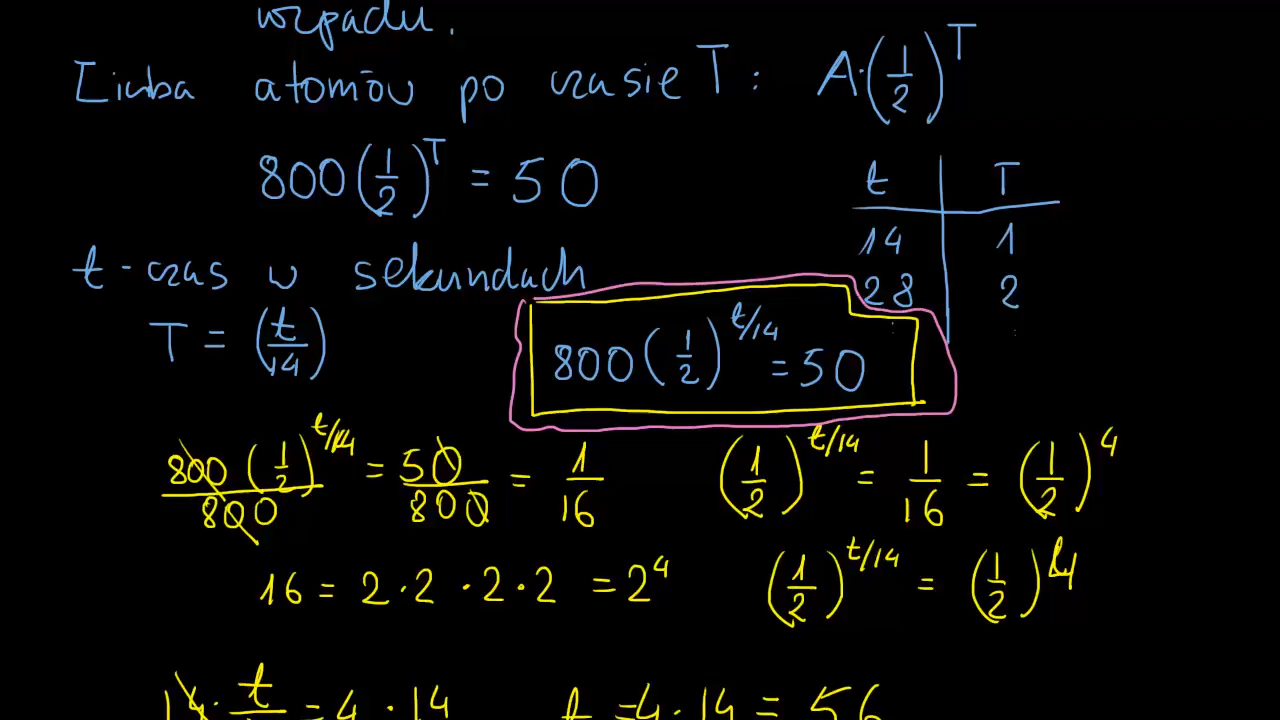 rozpadu.
Liczba atomów po czasie T: A·(1/2)^T
800(1/2)^T = 50
t T
14 1
28 2
t - czas w sekundach
T = (t/14)
800(1/2)^t/14 = 50
800(1/2)^t/14 / 800 = 50/800 = 1/16
(1/2)^t/14 = 1/16 = (1/2)^4
16 = 2·2·2·2 = 2^4
(1/2)^t/14 = (1/2)^4
= 4·14
t = 4·14 = 56